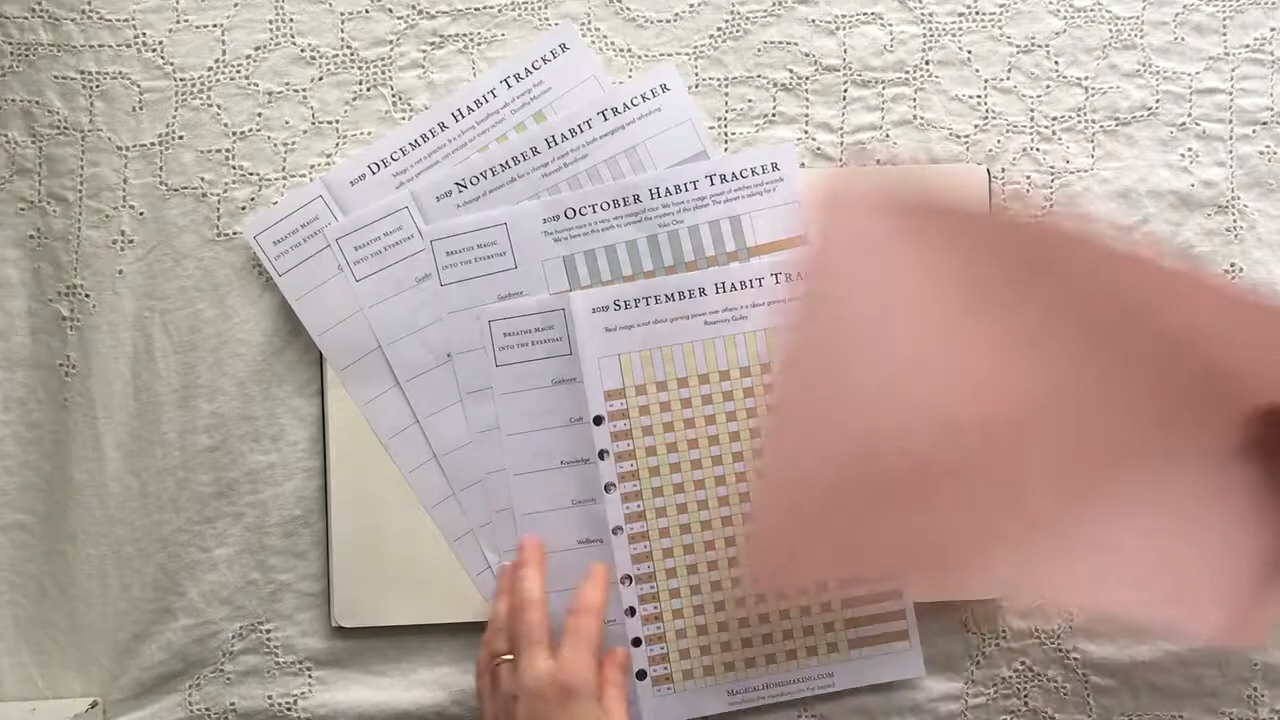 2019 DECEMBER HABIT TRACKER
"Magic is not a practice. It is a living, breathing web of energy that,
with our permission, can encase our every action." Dorothy Morrison
BREATHE MAGIC
INTO THE EVERYDAY
2019 NOVEMBER HABIT TRACKER
"A change of season calls for a change of scent that is both energizing and refreshing."
BREATHE MAGIC
INTO THE EVERYDAY
2019 OCTOBER HABIT TRACKER
"The human race is a very, very magical race. We have a magic power of witches and wizards.
We're here on this earth to unravel the mystery of this planet. The planet is asking for it"
Yoko Ono
BREATHE MAGIC
INTO THE EVERYDAY
Guidance
2019 SEPTEMBER HABIT TRA
"Real magic is not about gaining power over others: it is about gaining
Rosemary Guiley
BREATHE MAGIC
INTO THE EVERYDAY
Guidance
Craft
Knowledge
Creativity
Wellbeing
Love
MAGICALHOMEMAKING.COM